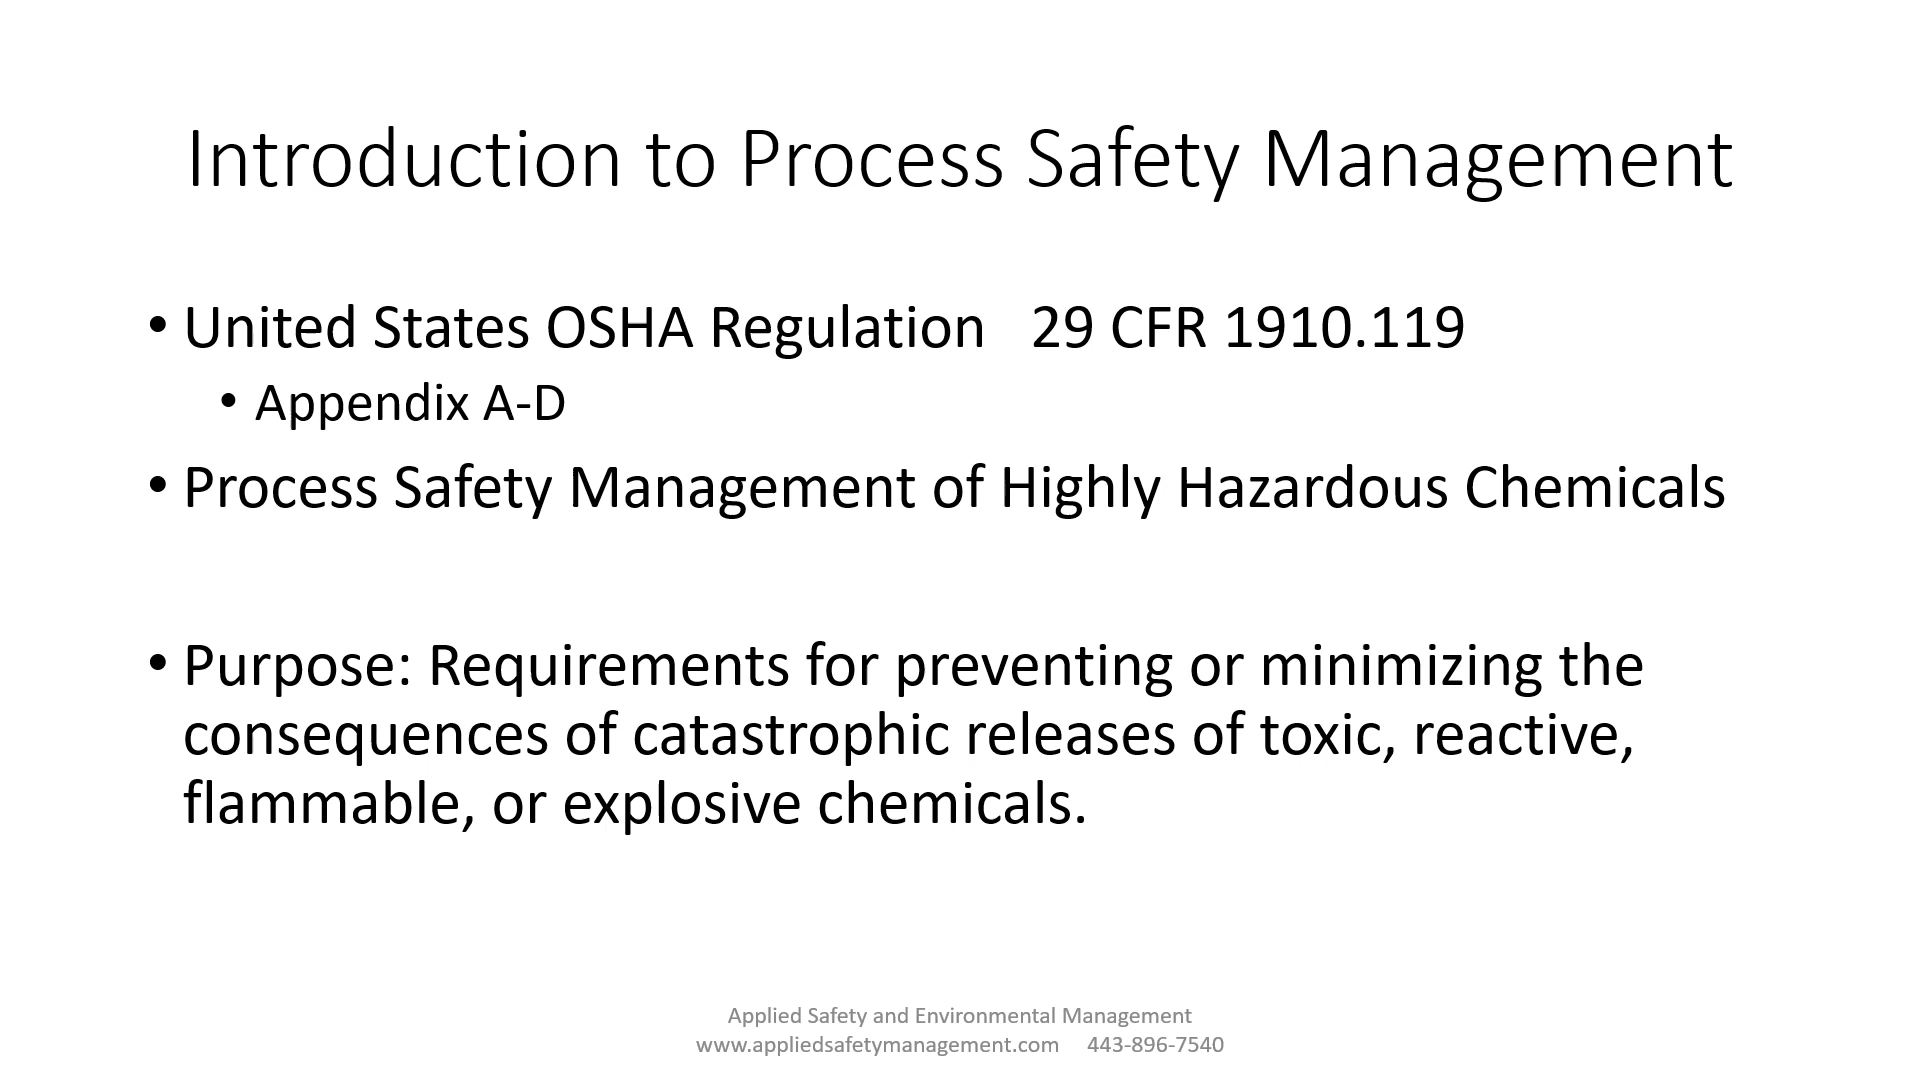 Introduction to Process Safety Management
• United States OSHA Regulation   29 CFR 1910.119
• Appendix A-D
• Process Safety Management of Highly Hazardous Chemicals
• Purpose: Requirements for preventing or minimizing the
consequences of catastrophic releases of toxic, reactive,
flammable, or explosive chemicals.
Applied Safety and Environmental Management
www.appliedsafetymanagement.com   443-896-7540